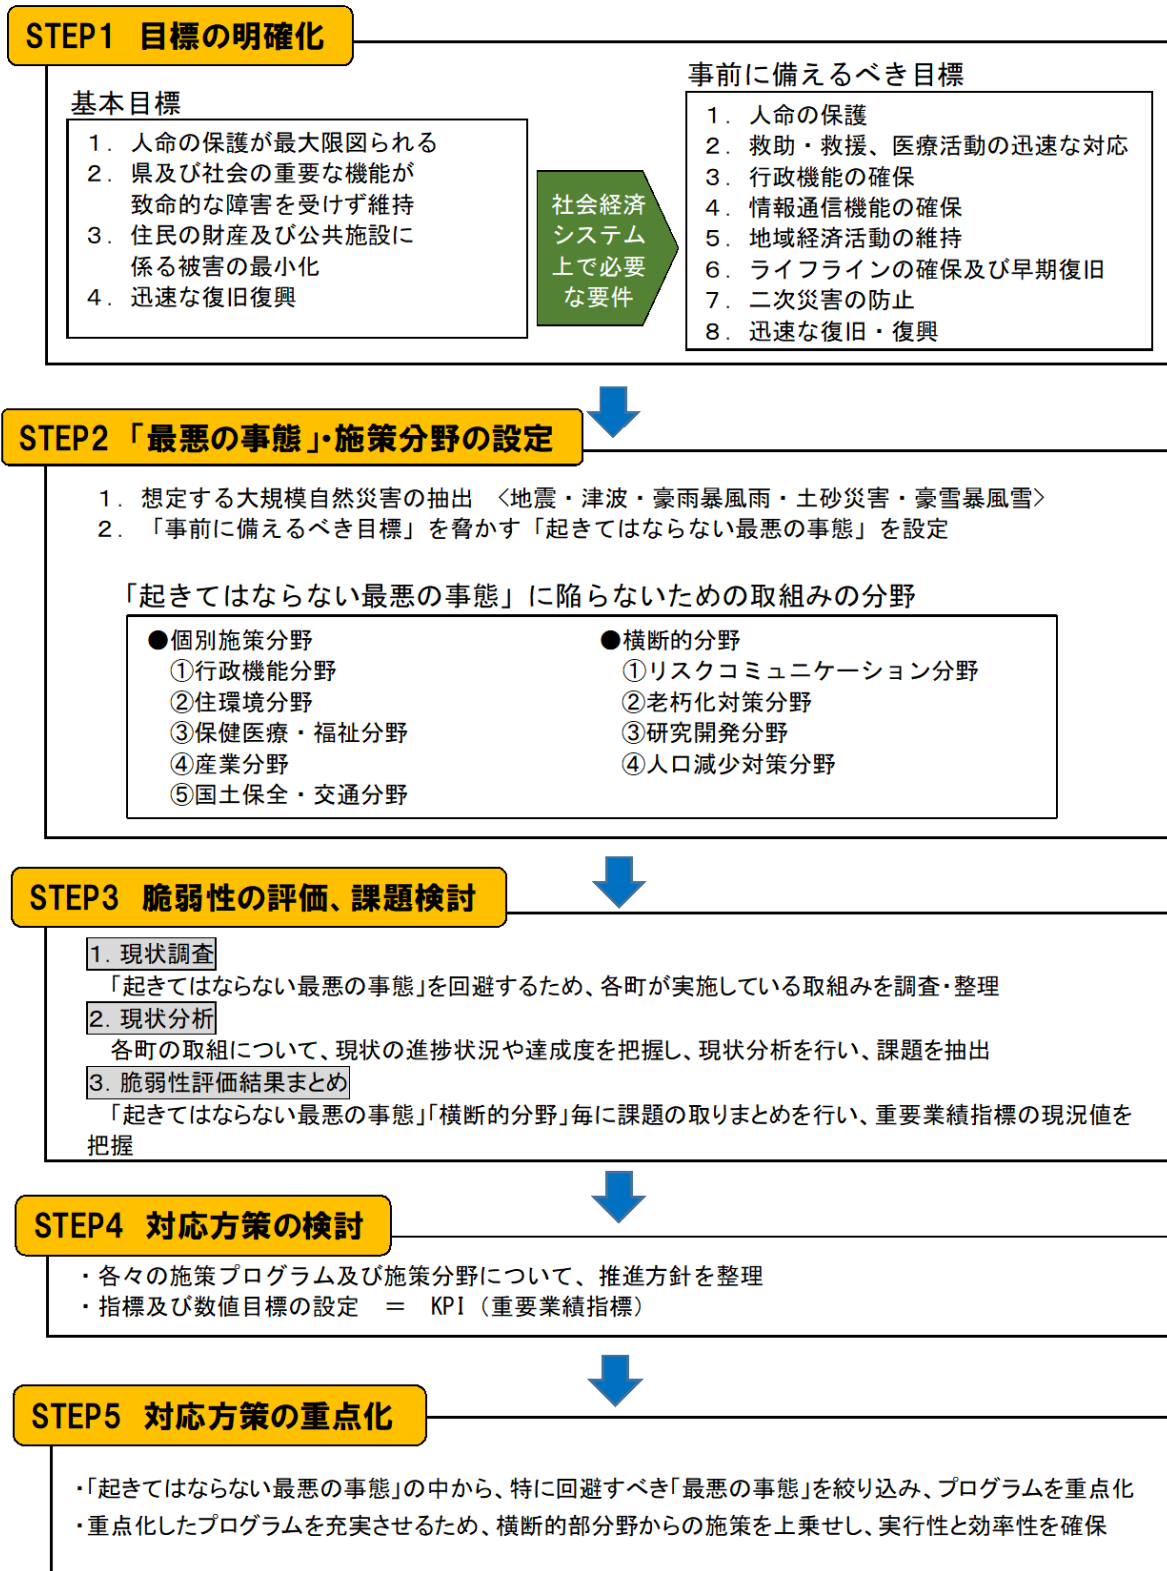 STEP1　目標の明確化
基本目標
１．人命の保護が最大限図られる
２．県及び社会の重要な機能が
致命的な障害を受けず維持
３．住民の財産及び公共施設に
係る被害の最小化
４．迅速な復旧復興
社会経済
システム
上で必要
な要件
事前に備えるべき目標
１．人命の保護
２．救助・救援、医療活動の迅速な対応
３．行政機能の確保
４．情報通信機能の確保
５．地域経済活動の維持
６．ライフラインの確保及び早期復旧
７．二次災害の防止
８．迅速な復旧・復興
STEP2 「最悪の事態」・施策分野の設定
１．想定する大規模自然災害の抽出　<地震・津波・豪雨暴風雨・土砂災害・豪雪暴風雪>
２．「事前に備えるべき目標」を脅かす「起きてはならない最悪の事態」を設定
「起きてはならない最悪の事態」に陥らないための取組みの分野
●個別施策分野
①行政機能分野
②住環境分野
③保健医療・福祉分野
④産業分野
⑤国土保全・交通分野
●横断的分野
①リスクコミュニケーション分野
②老朽化対策分野
③研究開発分野
④人口減少対策分野
STEP3　脆弱性の評価、課題検討
1. 現状調査
「起きてはならない最悪の事態」を回避するため、各町が実施している取組みを調査・整理
2. 現状分析
各町の取組について、現状の進捗状況や達成度を把握し、現状分析を行い、課題を抽出
3. 脆弱性評価結果まとめ
「起きてはならない最悪の事態」「横断的分野」毎に課題の取りまとめを行い、重要業績指標の現況値を
把握
STEP4　対応方策の検討
・各々の施策プログラム及び施策分野について、推進方針を整理
・指標及び数値目標の設定　＝　KPI（重要業績指標）
STEP5　対応方策の重点化
・「起きてはならない最悪の事態」の中から、特に回避すべき「最悪の事態」を絞り込み、プログラムを重点化
・重点化したプログラムを充実させるため、横断的部分野からの施策を上乗せし、実行性と効率性を確保